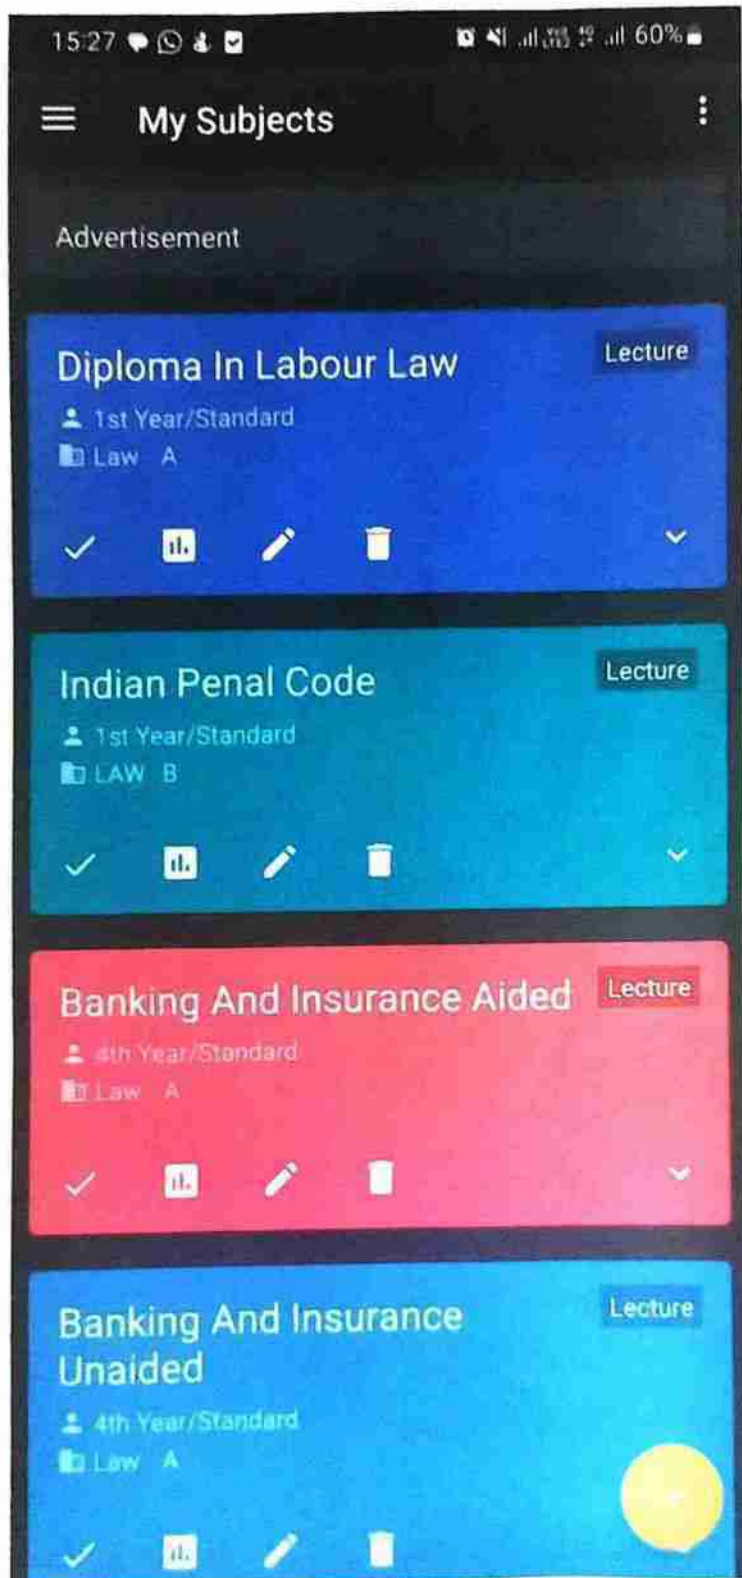 15:27
60%
My Subjects
Advertisement
Diploma In Labour Law
Lecture
1st Year/Standard
Law A
Indian Penal Code
Lecture
1st Year/Standard
LAW B
Banking And Insurance Aided
Lecture
4th Year/Standard
Law A
Banking And Insurance
Unaided
Lecture
4th Year/Standard
Law A